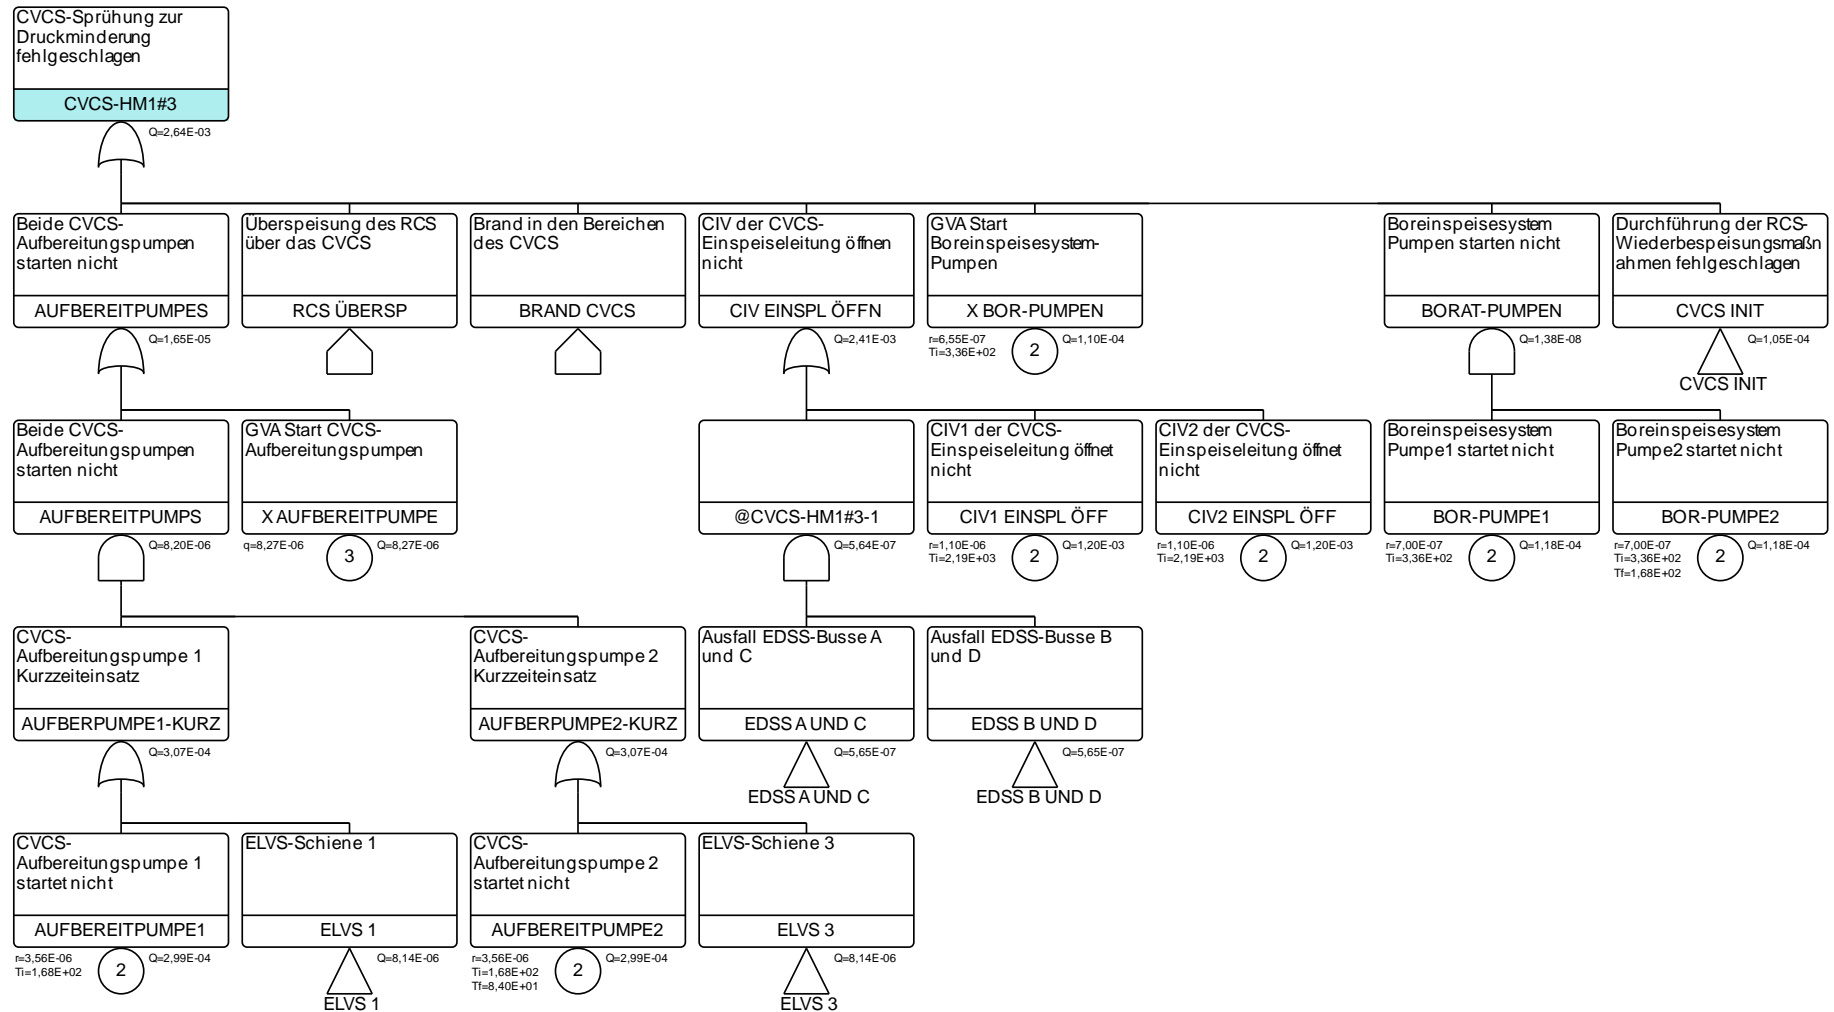 CVCS-Sprühung zur
Druckminderung
fehlgeschlagen
CVCS-HM1#3
Q=2,64E-03
Beide CVCS-
Aufbereitungspumpen
starten nicht
AUFBEREITPUMPES
Q=1,65E-05
Überspeisung des RCS
über das CVCS
RCS ÜBERSP
Brand in den Bereichen
des CVCS
BRAND CVCS
CIV der CVCS-
Einspeiseleitung öffnen
nicht
CIV EINSPL ÖFFN
Q=2,41E-03
GVA Start
Boreinspeisesystem-
Pumpen
X BOR-PUMPEN
r=6,55E-07
Ti=3,36E+02
2
Q=1,10E-04
Boreinspeisesystem
Pumpen starten nicht
BORAT-PUMPEN
Q=1,38E-08
Durchführung der RCS-
Wiederbespeisungsmaßn
ahmen fehlgeschlagen
CVCS INIT
Q=1,05E-04
CVCS INIT
Beide CVCS-
Aufbereitungspumpen
starten nicht
AUFBEREITPUMPS
Q=8,20E-06
GVA Start CVCS-
Aufbereitungspumpen
X AUFBEREITPUMPE
q=8,27E-06
3
Q=8,27E-06
@CVCS-HM1#3-1
Q=5,64E-07
CIV1 der CVCS-
Einspeiseleitung öffnet
nicht
CIV1 EINSPL ÖFF
r=1,10E-06
Ti=2,19E+03
2
Q=1,20E-03
CIV2 der CVCS-
Einspeiseleitung öffnet
nicht
CIV2 EINSPL ÖFF
r=1,10E-06
Ti=2,19E+03
2
Q=1,20E-03
Boreinspeisesystem
Pumpe1 startet nicht
BOR-PUMPE1
r=7,00E-07
Ti=3,36E+02
2
Q=1,18E-04
Boreinspeisesystem
Pumpe2 startet nicht
BOR-PUMPE2
r=7,00E-07
Ti=3,36E+02
Tf=1,68E+02
2
Q=1,18E-04
CVCS-
Aufbereitungspumpe 1
Kurzzeiteinsatz
AUFBERPUMPE1-KURZ
Q=3,07E-04
CVCS-
Aufbereitungspumpe 2
Kurzzeiteinsatz
AUFBERPUMPE2-KURZ
Q=3,07E-04
Ausfall EDSS-Busse A
und C
EDSS A UND C
Q=5,65E-07
EDSS A UND C
Ausfall EDSS-Busse B
und D
EDSS B UND D
Q=5,65E-07
EDSS B UND D
CVCS-
Aufbereitungspumpe 1
startet nicht
AUFBEREITPUMPE1
r=3,56E-06
Ti=1,68E+02
2
Q=2,99E-04
ELVS-Schiene 1
ELVS 1
Q=8,14E-06
ELVS 1
CVCS-
Aufbereitungspumpe 2
startet nicht
AUFBEREITPUMPE2
r=3,56E-06
Ti=1,68E+02
Tf=8,40E+01
2
Q=2,99E-04
ELVS-Schiene 3
ELVS 3
Q=8,14E-06
ELVS 3